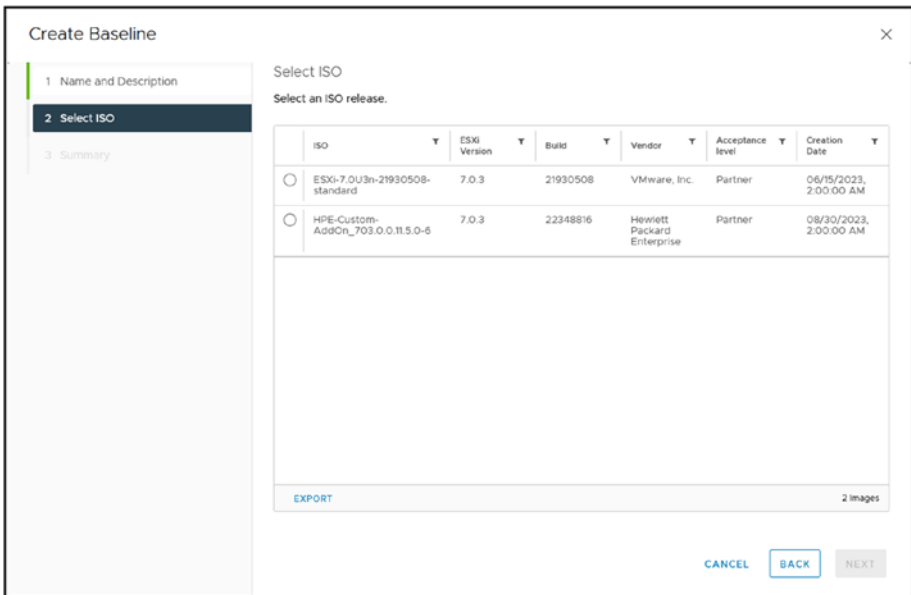 Create Baseline
1 Name and Description
2 Select ISO
3 Summary
Select ISO
Select an ISO release.
ISO
ESXi
Version
Build
Vendor
Acceptance
level
Creation
Date
ESXi-7.0U3n-21930508-
standard
7.0.3
21930508
VMware, Inc.
Partner
06/15/2023,
2:00:00 AM
HPE-Custom-
AddOn_703.0.0.11.5.0-6
7.0.3
22348816
Hewlett
Packard
Enterprise
Partner
08/30/2023,
2:00:00 AM
EXPORT
2 images
CANCEL
BACK
NEXT